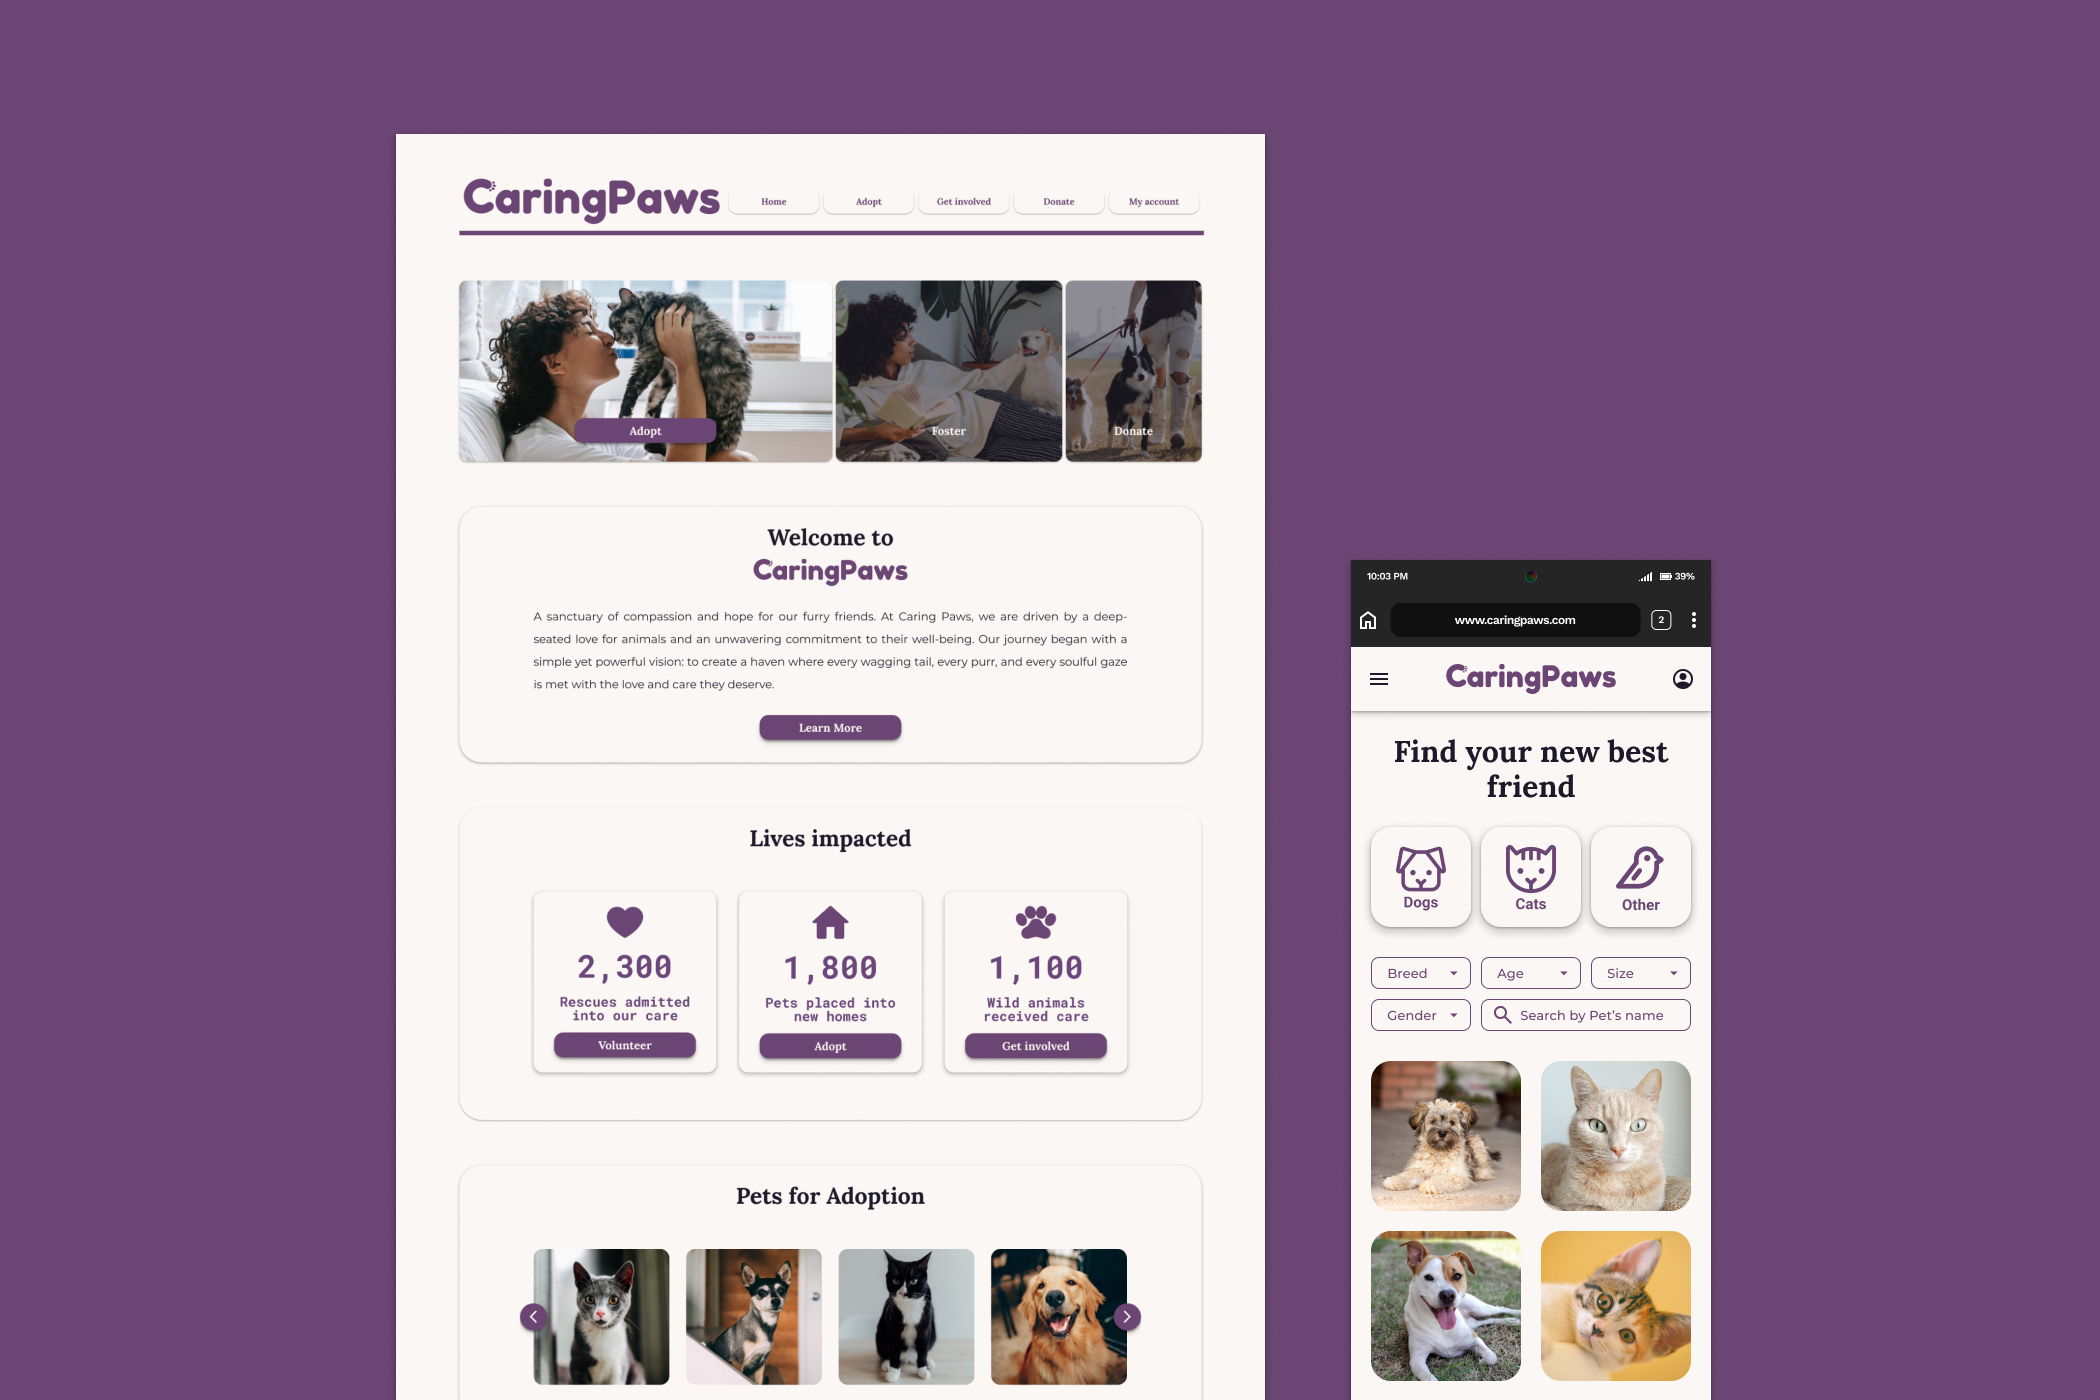 CaringPaws
Home
Adopt
Get involved
Donate
My account
Adopt
Foster
Donate
Welcome to
CaringPaws
A sanctuary of compassion and hope for our furry friends. At Caring Paws, we are driven by a deep-
seated love for animals and an unwavering commitment to their well-being. Our journey began with a
simple yet powerful vision: to create a haven where every wagging tail, every purr, and every soulful gaze
is met with the love and care they deserve.
Learn More
Lives impacted
2,300
Rescues admitted
into our care
Volunteer
1,800
Pets placed into
new homes
Adopt
1,100
Wild animals
received care
Get involved
Pets for Adoption
10:03 PM
39%
www.caringpaws.com
2
CaringPaws
Find your new best
friend
Dogs
Cats
Other
Breed
Age
Size
Gender
Search by Pet's name